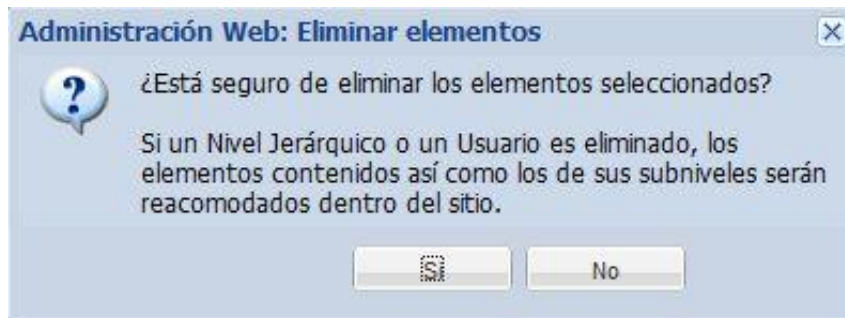 Administración Web: Eliminar elementos
¿Está seguro de eliminar los elementos seleccionados?
Si un Nivel Jerárquico o un Usuario es eliminado, los
elementos contenidos así como los de sus subniveles serán
reacomodados dentro del sitio.
Sí No